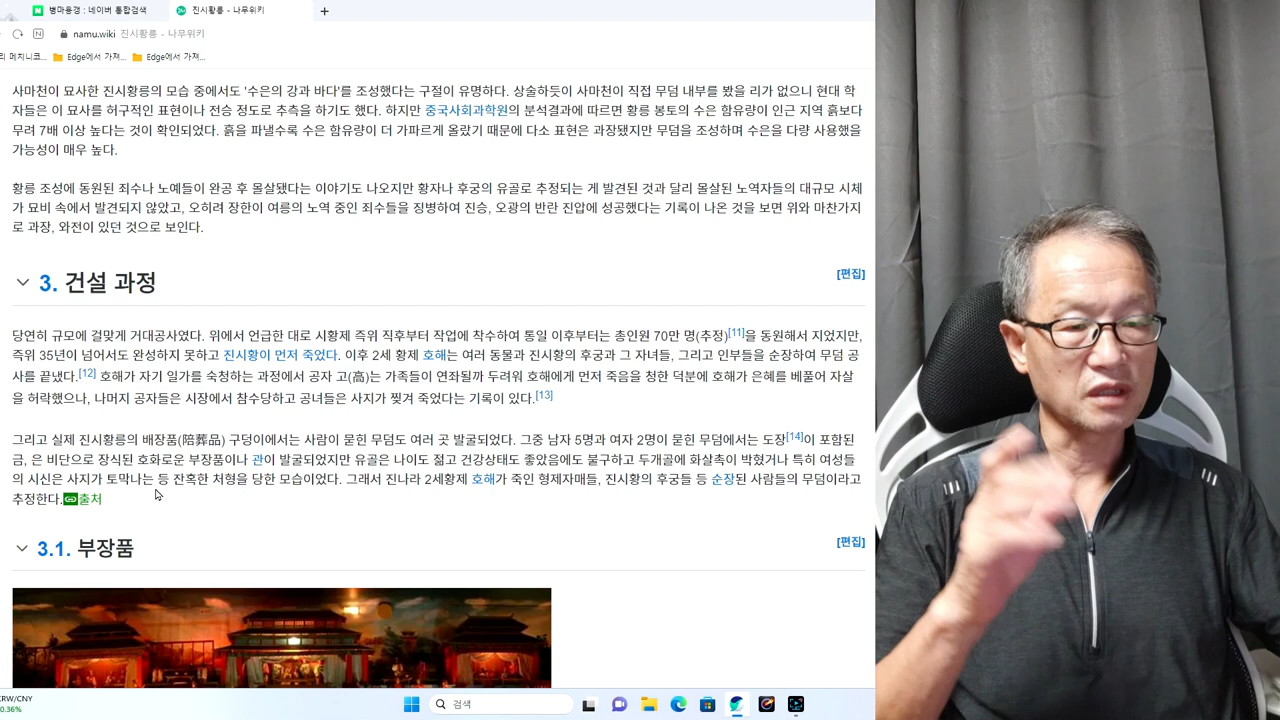 병마용갱 : 네이버 통합검색
진시황릉 - 나무위키
namu.wiki 진시황릉 - 나무위키
리 메지니코... Edge에서 가져... Edge에서 가져...
사마천이 묘사한 진시황릉의 모습 중에서도 '수은의 강과 바다'를 조성했다는 구절이 유명하다. 상술하듯이 사마천이 직접 무덤 내부를 봤을 리가 없으니 현대 학
자들은 이 묘사를 허구적인 표현이나 전승 정도로 추측을 하기도 했다. 하지만 중국사회과학원의 분석결과에 따르면 황릉 봉토의 수은 함유량이 인근 지역 흙보다
무려 7배 이상 높다는 것이 확인되었다. 흙을 파낼수록 수은 함유량이 더 가파르게 올랐기 때문에 다소 표현은 과장됐지만 무덤을 조성하며 수은을 다량 사용했을
가능성이 매우 높다.
황릉 조성에 동원된 죄수나 노예들이 완공 후 몰살됐다는 이야기도 나오지만 황자나 후궁의 유골로 추정되는 게 발견된 것과 달리 몰살된 노역자들의 대규모 시체
가 묘비 속에서 발견되지 않았고, 오히려 장한이 여릉의 노역 중인 죄수들을 징병하여 진승, 오광의 반란 진압에 성공했다는 기록이 나온 것을 보면 위와 마찬가지
로 과장, 와전이 있던 것으로 보인다.
3. 건설 과정 [편집]
당연히 규모에 걸맞게 거대공사였다. 위에서 언급한 대로 시황제 즉위 직후부터 작업에 착수하여 통일 이후부터는 총인원 70만 명(추정)[11]을 동원해서 지었지만,
즉위 35년이 넘어서도 완성하지 못하고 진시황이 먼저 죽었다. 이후 2세 황제 호해는 여러 동물과 진시황의 후궁과 그 자녀들, 그리고 인부들을 순장하여 무덤 공
사를 끝냈다.[12] 호해가 자기 일가를 숙청하는 과정에서 공자 고(高)는 가족들이 연좌될까 두려워 호해에게 먼저 죽음을 청한 덕분에 호해가 은혜를 베풀어 자살
을 허락했으나, 나머지 공자들은 시장에서 참수당하고 공녀들은 사지가 찢겨 죽었다는 기록이 있다.[13]
그리고 실제 진시황릉의 배장품(陪葬品) 구덩이에서는 사람이 묻힌 무덤도 여러 곳 발굴되었다. 그중 남자 5명과 여자 2명이 묻힌 무덤에서는 도장[14]이 포함된
금, 은 비단으로 장식된 호화로운 부장품이나 관이 발굴되었지만 유골은 나이도 젊고 건강상태도 좋았음에도 불구하고 두개골에 화살촉이 박혔거나 특히 여성들
의 시신은 사지가 토막나는 등 잔혹한 처형을 당한 모습이었다. 그래서 진나라 2세황제 호해가 죽인 형제자매들, 진시황의 후궁들 등 순장된 사람들의 무덤이라고
추정한다.출처
3.1. 부장품 [편집]
KRW/CNY
0.36%
검색